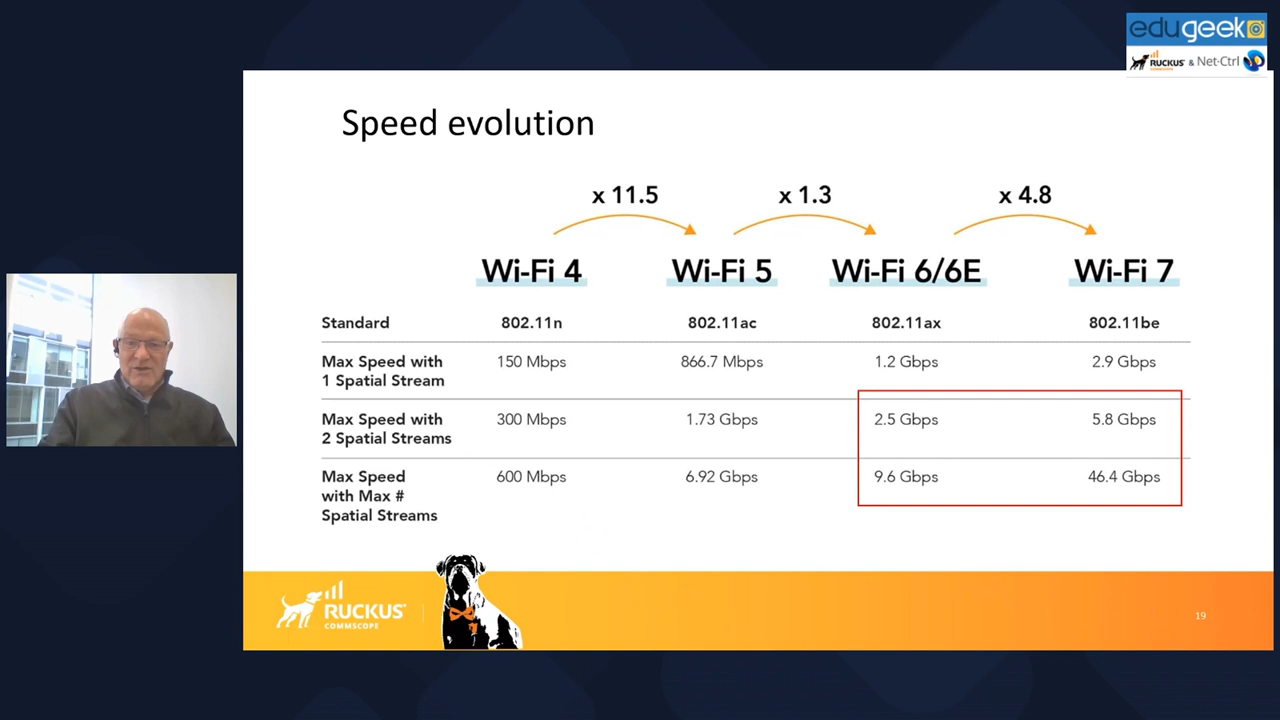 edugeek
RUCKUS & Net-Ctrl
COMMSCOPE
Speed evolution
x 11.5 x 1.3 x 4.8
Wi-Fi 4 Wi-Fi 5 Wi-Fi 6/6E Wi-Fi 7
Standard 802.11n 802.11ac 802.11ax 802.11be
Max Speed with
1 Spatial Stream 150 Mbps 866.7 Mbps 1.2 Gbps 2.9 Gbps
Max Speed with
2 Spatial Streams 300 Mbps 1.73 Gbps 2.5 Gbps 5.8 Gbps
Max Speed 600 Mbps 6.92 Gbps 9.6 Gbps 46.4 Gbps
with Max #
Spatial Streams
RUCKUS
COMMSCOPE
19